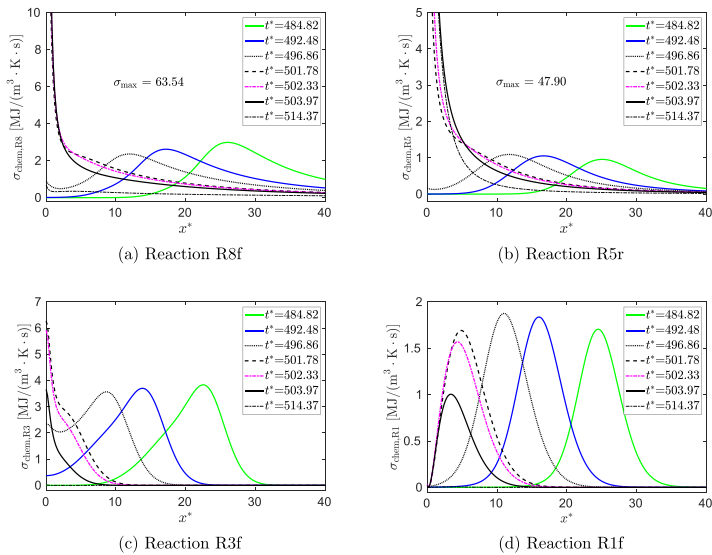 σchem,R8 [MJ/(m³ · K · s)]
10
8
6
4
2
0
σmax = 63.54
t*=484.82
t*=492.48
t*=496.86
t*=501.78
t*=502.33
t*=503.97
t*=514.37
0 10 20 30 40
x*
(a) Reaction R8f
σchem,R5 [MJ/(m³ · K · s)]
5
4
3
2
1
0
σmax = 47.90
t*=484.82
t*=492.48
t*=496.86
t*=501.78
t*=502.33
t*=503.97
t*=514.37
0 10 20 30 40
x*
(b) Reaction R5r
σchem,R3 [MJ/(m³ · K · s)]
7
6
5
4
3
2
1
0
t*=484.82
t*=492.48
t*=496.86
t*=501.78
t*=502.33
t*=503.97
t*=514.37
0 10 20 30 40
x*
(c) Reaction R3f
σchem,R1 [MJ/(m³ · K · s)]
2
1.5
1
0.5
0
t*=484.82
t*=492.48
t*=496.86
t*=501.78
t*=502.33
t*=503.97
t*=514.37
0 10 20 30 40
x*
(d) Reaction R1f